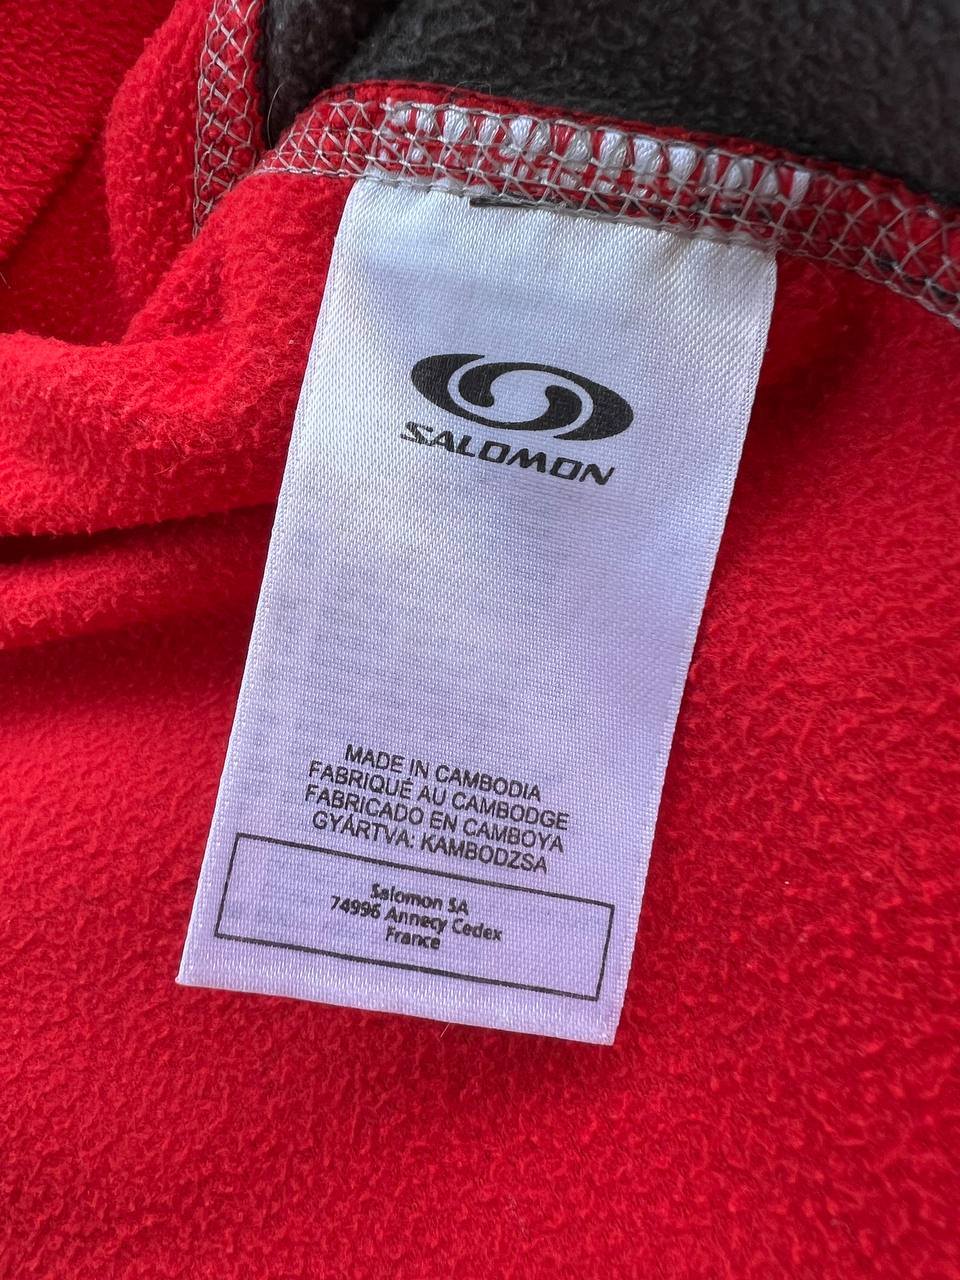 SALOMON
MADE IN CAMBODIA
FABRIQUÉ AU CAMBODGE
FABRICADO EN CAMBOYA
GYÁRTVA: KAMBODZSA
Salomon SA
74996 Annecy Cedex
France